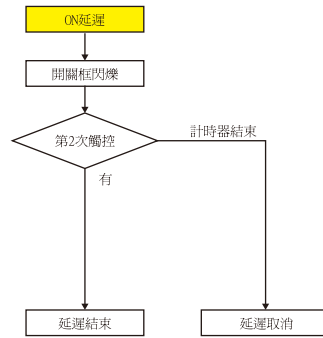 ON延遲
開關框閃爍
第2次觸控
計時器結束
有
延遲結束
延遲取消